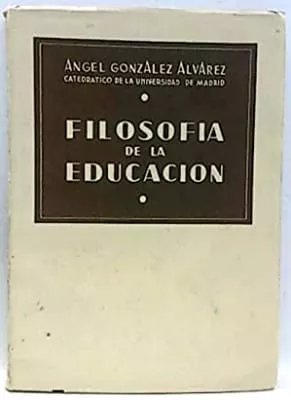 ANGEL GONZALEZ ALVAREZ
CATEDRATICO DE LA UNIVERSIDAD DE MADRID
FILOSOFIA
DE LA
EDUCACION